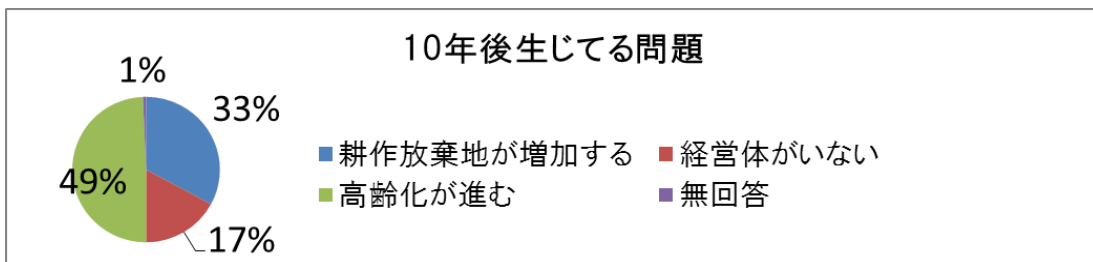 10年後生じてる問題
1%
33%
49%
17%
耕作放棄地が増加する 経営体がいない
高齢化が進む 無回答